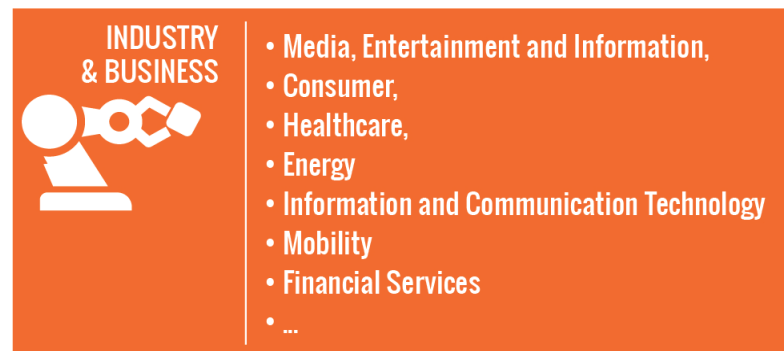 INDUSTRY
& BUSINESS
• Media, Entertainment and Information,
• Consumer,
• Healthcare,
• Energy
• Information and Communication Technology
• Mobility
• Financial Services
• ...